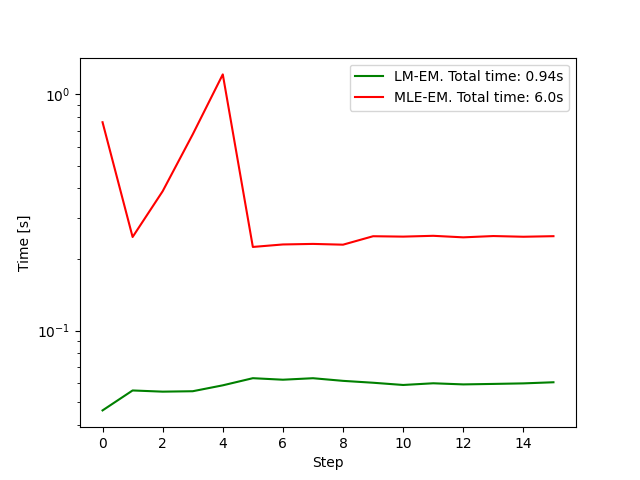 LM-EM. Total time: 0.94s
MLE-EM. Total time: 6.0s
10⁰
10⁻¹
Time [s]
0 2 4 6 8 10 12 14
Step